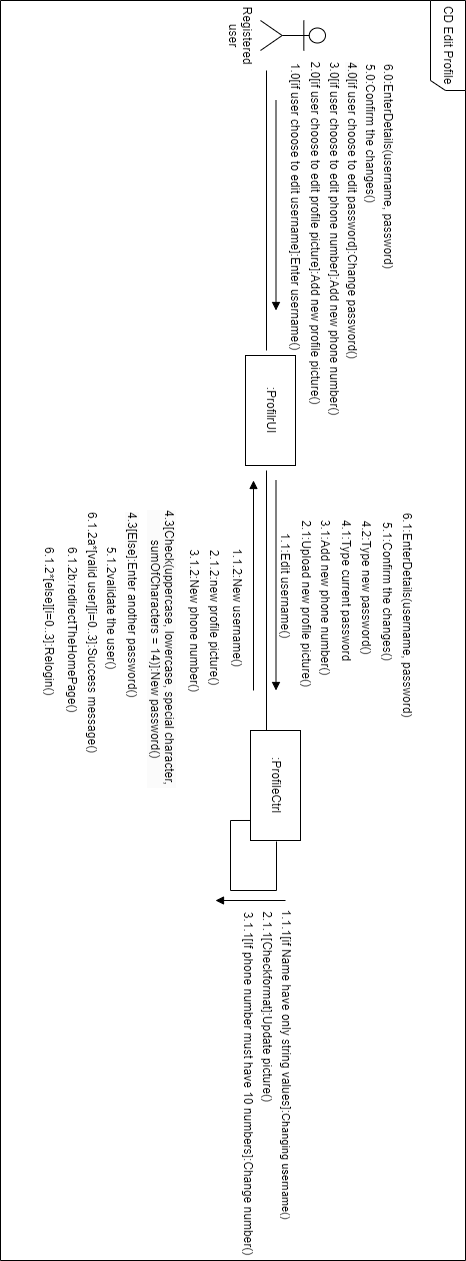 CD Edit Profile
6.0:EnterDetails(username, password)
5.0:Confirm the changes()
4.0[if user choose to edit password]:Change password()
3.0[if user choose to edit phone number]:Add new phone number()
2.0[if user choose to edit profile picture]:Add new profile picture()
1.0[if user choose to edit username]:Enter username()
Registered
user
:ProfilrUI
6.1:EnterDetails(username, password)
5.1:Confirm the changes()
4.2:Type new password()
4.1:Type current password
3.1:Add new phone number()
2.1:Upload new profile picture()
1.1:Edit username()
1.1.2:New username()
2.1.2:new profile picture()
3.1.2:New phone number()
4.3[Check(uppercase, lowercase, special character,
sumOfCharacters = 14)]:New password()
4.3[Else]:Enter another password()
5.1.2validate the user()
6.1.2a*[valid user][i=0..3]:Success message()
6.1.2b:redirectTheHomePage()
6.1.2*[else][i=0..3]:Relogin()
:ProfileCtrl
1.1.1[if Name have only string values]:Changing username()
2.1.1[Checkformat]:Update picture()
3.1.1[If phone number must have 10 numbers]:Change number()